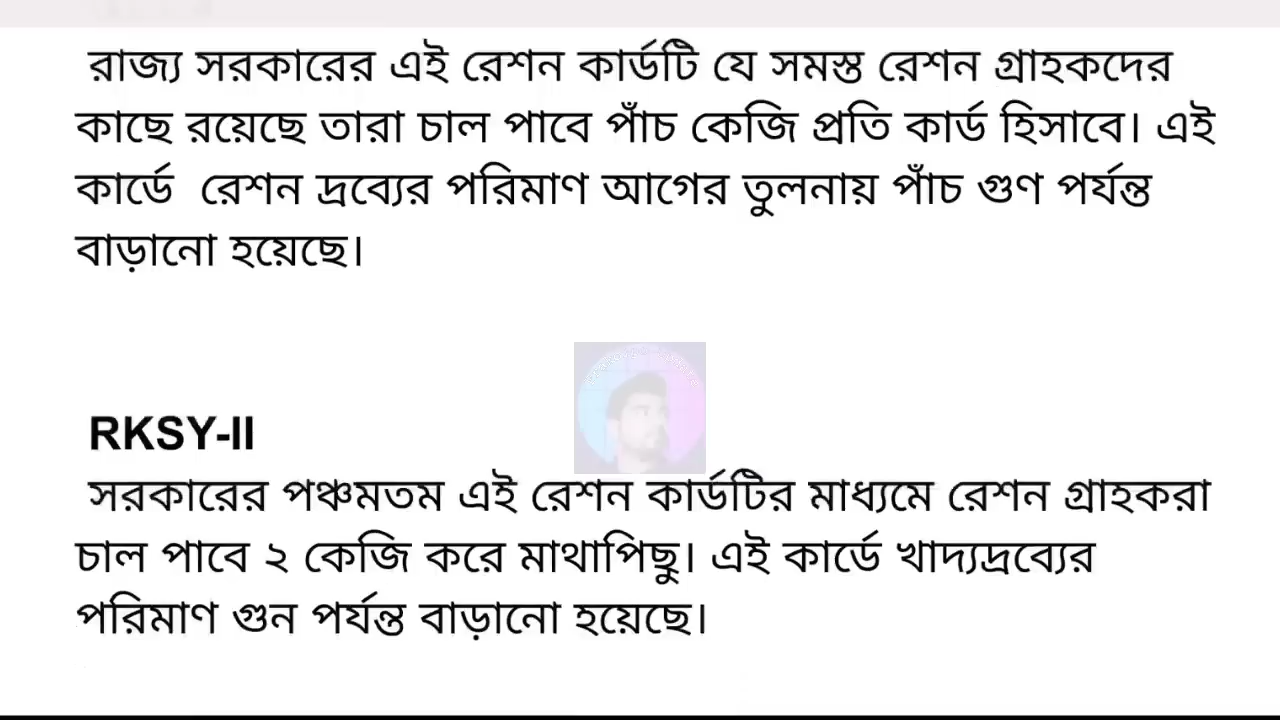 রাজ্য সরকারের এই রেশন কার্ডটি যে সমস্ত রেশন গ্রাহকদের
কাছে রয়েছে তারা চাল পাবে পাঁচ কেজি প্রতি কার্ড হিসাবে। এই
কার্ডে রেশন দ্রব্যের পরিমাণ আগের তুলনায় পাঁচ গুণ পর্যন্ত
বাড়ানো হয়েছে।
RKSY-II
সরকারের পঞ্চমতম এই রেশন কার্ডটির মাধ্যমে রেশন গ্রাহকরা
চাল পাবে ২ কেজি করে মাথাপিছু। এই কার্ডে খাদ্যদ্রব্যের
পরিমাণ গুন পর্যন্ত বাড়ানো হয়েছে।